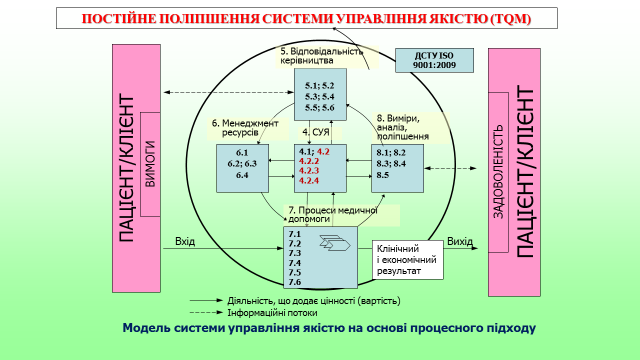 ПОСТІЙНЕ ПОЛІПШЕННЯ СИСТЕМИ УПРАВЛІННЯ ЯКІСТЮ (TQM)
5. Відповідальність
керівництва
ДСТУ ISO
9001:2009
5.1; 5.2
5.3; 5.4
5.5; 5.6
6. Менеджмент
ресурсів
4. СУЯ
8. Виміри,
аналіз,
поліпшення
6.1
6.2; 6.3
6.4
4.1; 4.2
4.2.2
4.2.3
4.2.4
8.1; 8.2
8.3; 8.4
8.5
ПАЦІЄНТ/КЛІЄНТ
ВИМОГИ
ЗАДОВОЛЕНІСТЬ
ПАЦІЄНТ/КЛІЄНТ
7. Процеси медичної
допомоги
7.1
7.2
7.3
7.4
7.5
7.6
Вхід
Клінічний
і економічний
результат
Вихід
Діяльність, що додає цінності (вартість)
Інформаційні потоки
Модель системи управління якістю на основі процесного підходу